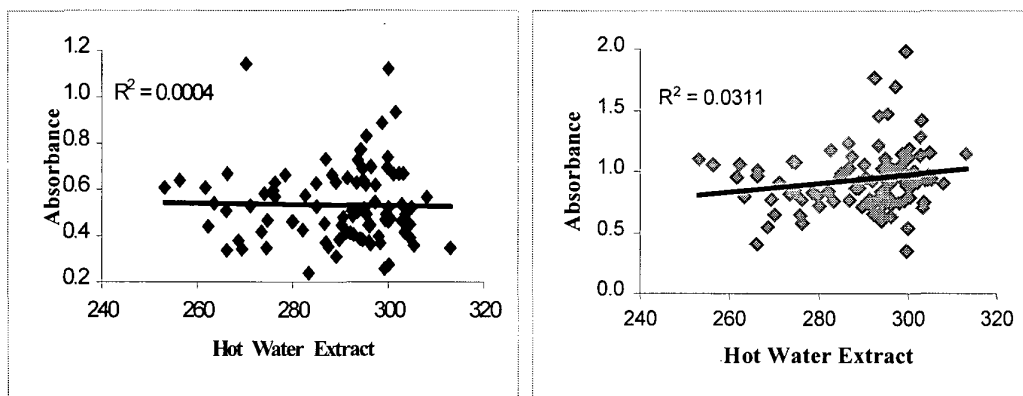 1.2
1.0
0.8
0.6
0.4
0.2
R² = 0.0004
Absorbance
240 260 280 300 320
Hot Water Extract
2.0
1.5
1.0
0.5
0.0
R² = 0.0311
Absorbance
240 260 280 300 320
Hot Water Extract